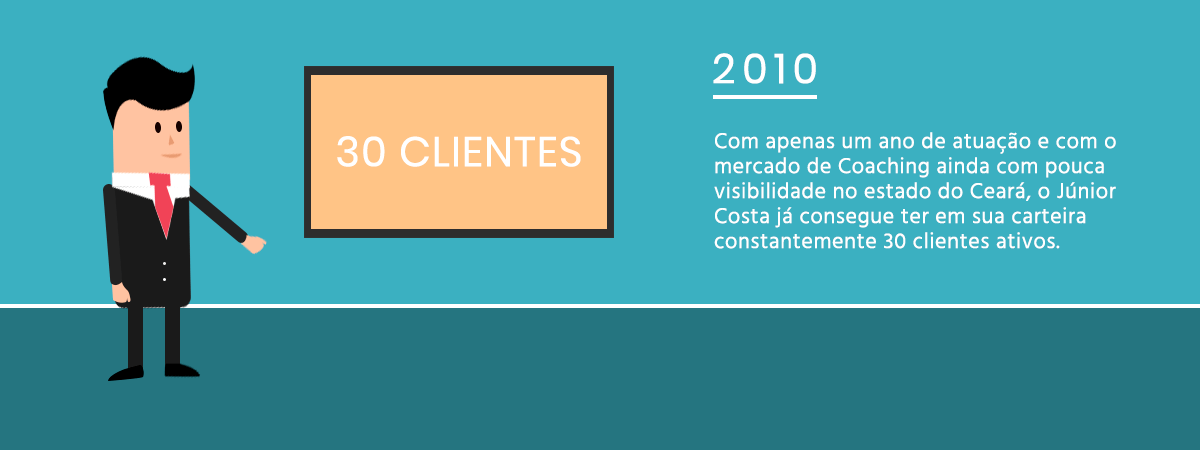 30 CLIENTES
2010
Com apenas um ano de atuação e com o
mercado de Coaching ainda com pouca
visibilidade no estado do Ceará, o Júnior
Costa já consegue ter em sua carteira
constantemente 30 clientes ativos.